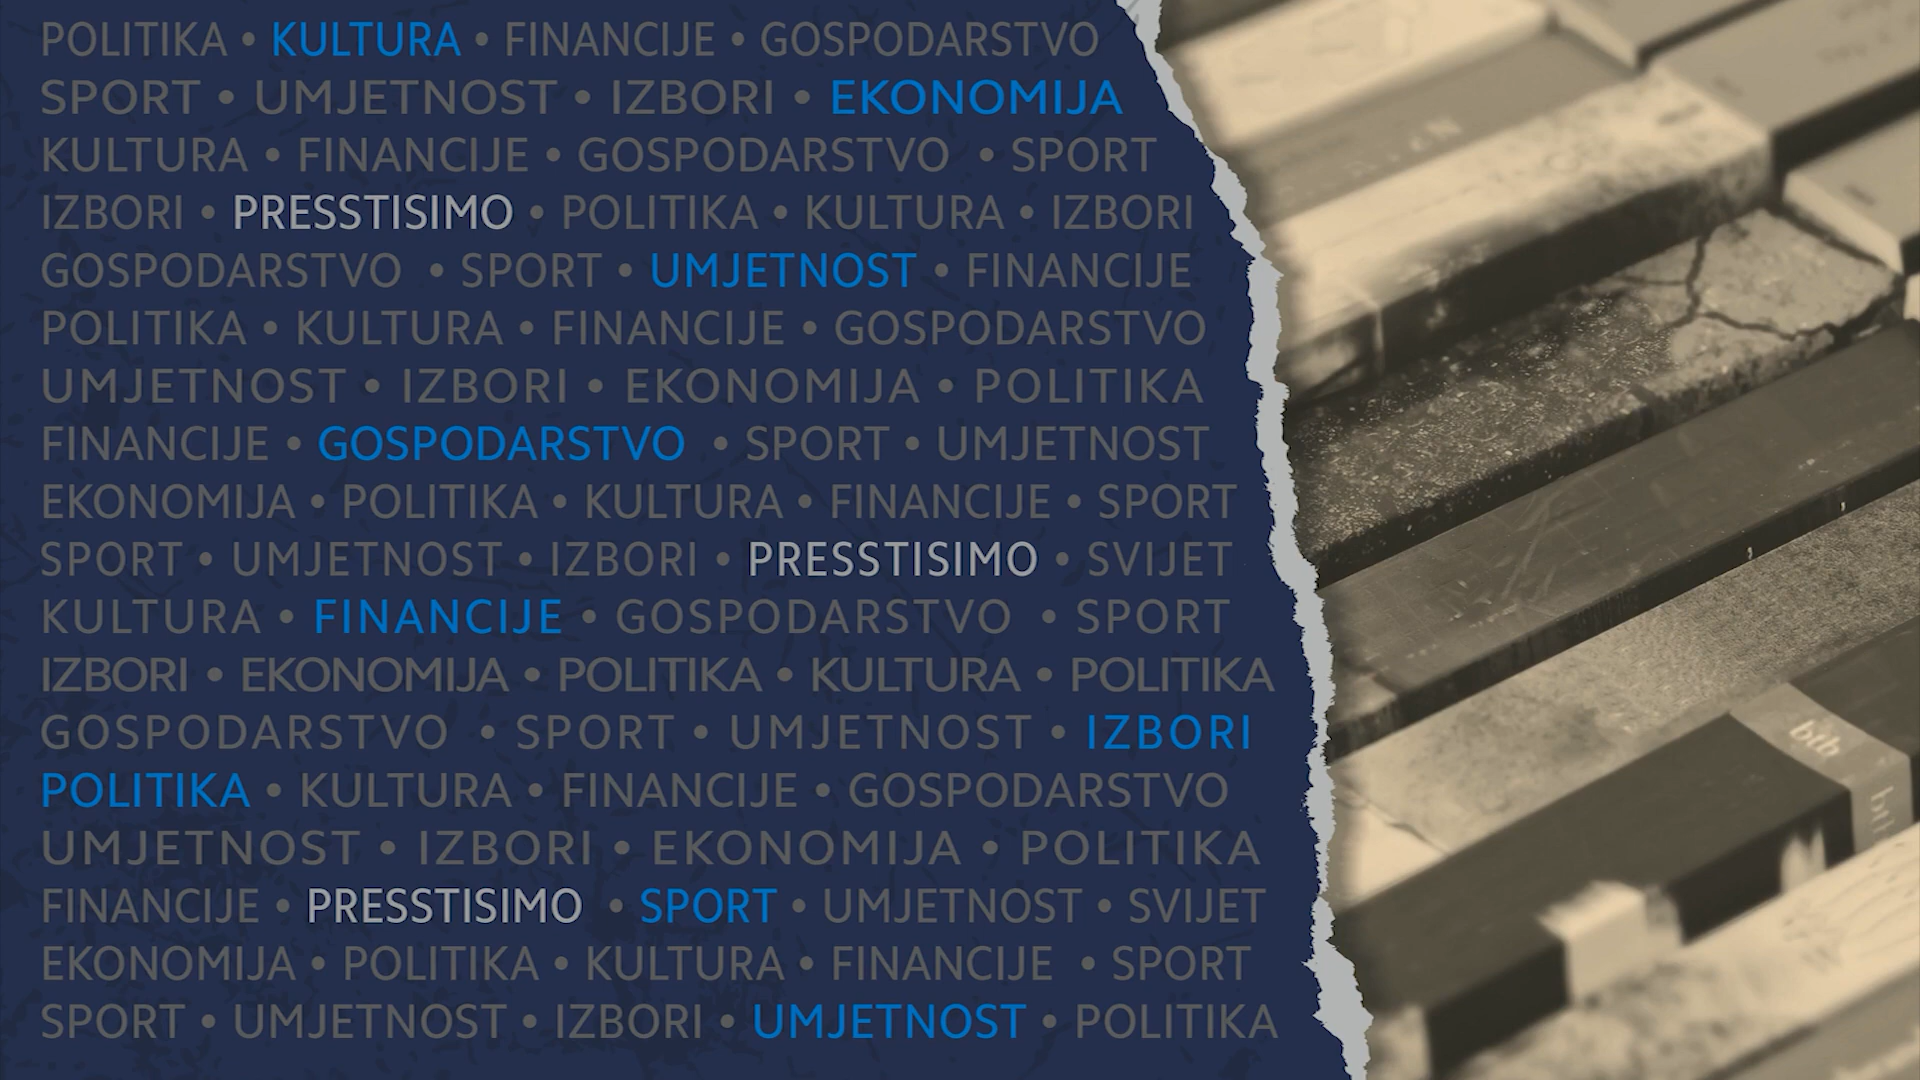 POLITIKA • KULTURA • FINANCIJE • GOSPODARSTVO
SPORT • UMJETNOST • IZBORI • EKONOMIJA
KULTURA • FINANCIJE • GOSPODARSTVO • SPORT
IZBORI • PRESSTISIMO • POLITIKA • KULTURA • IZBORI
GOSPODARSTVO • SPORT • UMJETNOST • FINANCIJE
POLITIKA • KULTURA • FINANCIJE • GOSPODARSTVO
UMJETNOST • IZBORI • EKONOMIJA • POLITIKA
FINANCIJE • GOSPODARSTVO • SPORT • UMJETNOST
EKONOMIJA • POLITIKA • KULTURA • FINANCIJE • SPORT
SPORT • UMJETNOST • IZBORI • PRESSTISIMO • SVIJET
KULTURA • FINANCIJE • GOSPODARSTVO • SPORT
IZBORI • EKONOMIJA • POLITIKA • KULTURA • POLITIKA
GOSPODARSTVO • SPORT • UMJETNOST • IZBORI
POLITIKA • KULTURA • FINANCIJE • GOSPODARSTVO
UMJETNOST • IZBORI • EKONOMIJA • POLITIKA
FINANCIJE • PRESSTISIMO • SPORT • UMJETNOST • SVIJET
EKONOMIJA • POLITIKA • KULTURA • FINANCIJE • SPORT
SPORT • UMJETNOST • IZBORI • UMJETNOST • POLITIKA
btb